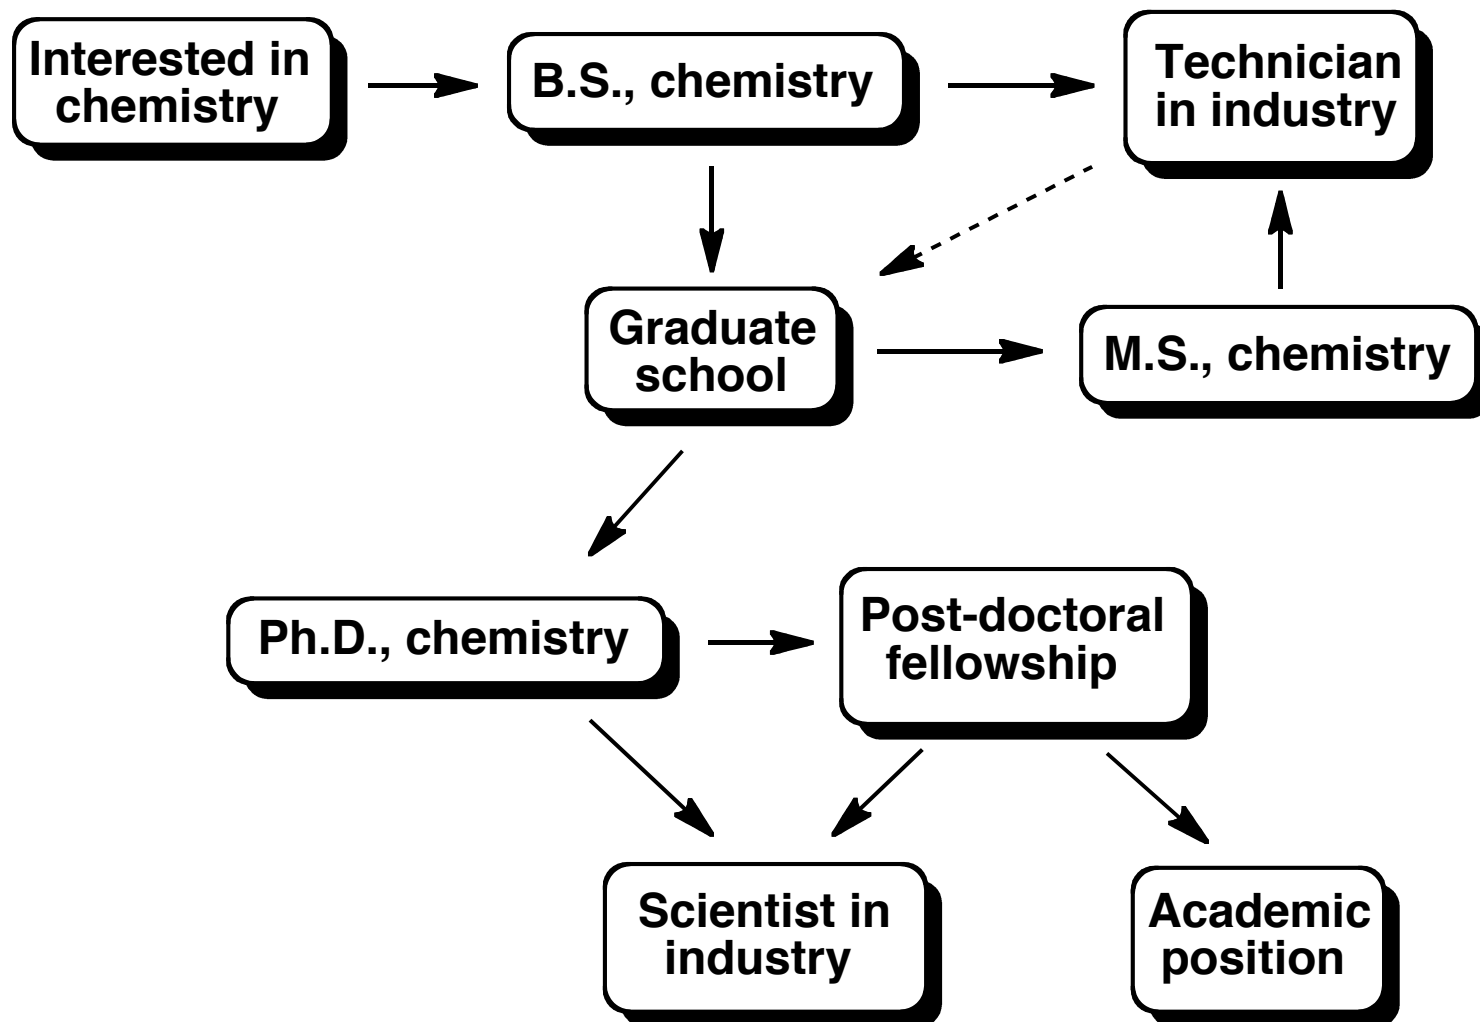 Interested in
chemistry
B.S., chemistry
Technician
in industry
Graduate
school
M.S., chemistry
Ph.D., chemistry
Post-doctoral
fellowship
Scientist in
industry
Academic
position